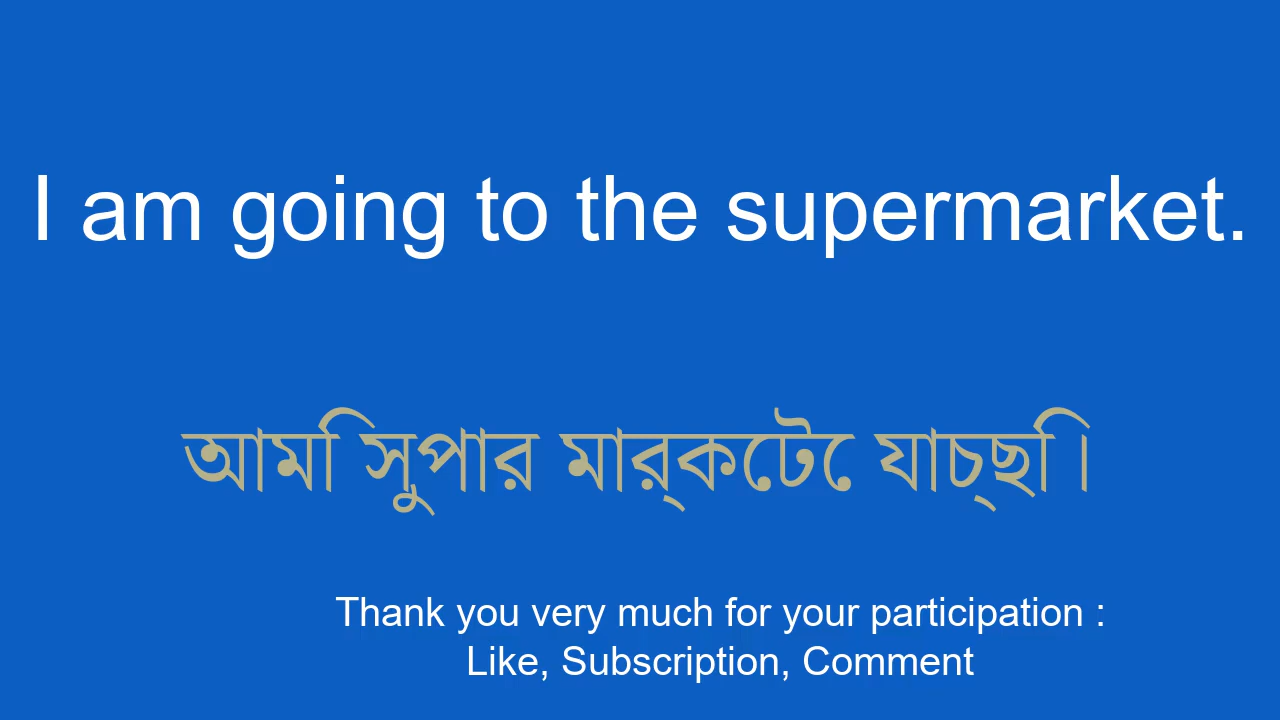 I am going to the supermarket.
আমি সুপার মার্কেটে যাচ্ছি।
Thank you very much for your participation :
Like, Subscription, Comment